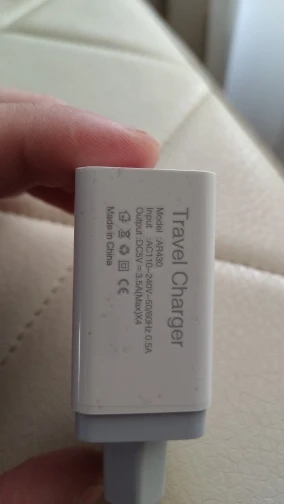 Travel Charger
Model :AR430
Input : AC110-240V~50/60Hz 0.5A
Output :DC5V=3.5A(Max)X4
CE
Made in China